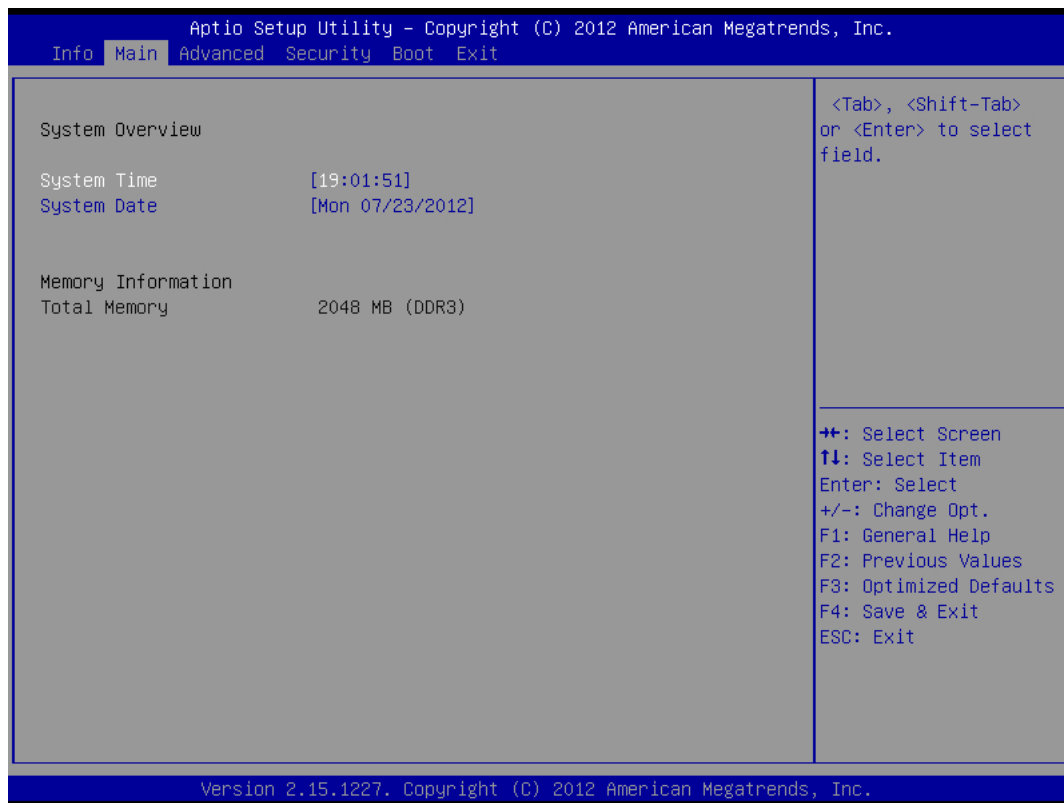 Aptio Setup Utility – Copyright (C) 2012 American Megatrends, Inc.
Info Main Advanced Security Boot Exit
System Overview
System Time [19:01:51]
System Date [Mon 07/23/2012]
Memory Information
Total Memory 2048 MB (DDR3)
<Tab>, <Shift-Tab>
or <Enter> to select
field.
→←: Select Screen
↑↓: Select Item
Enter: Select
+/-: Change Opt.
F1: General Help
F2: Previous Values
F3: Optimized Defaults
F4: Save & Exit
ESC: Exit
Version 2.15.1227. Copyright (C) 2012 American Megatrends, Inc.